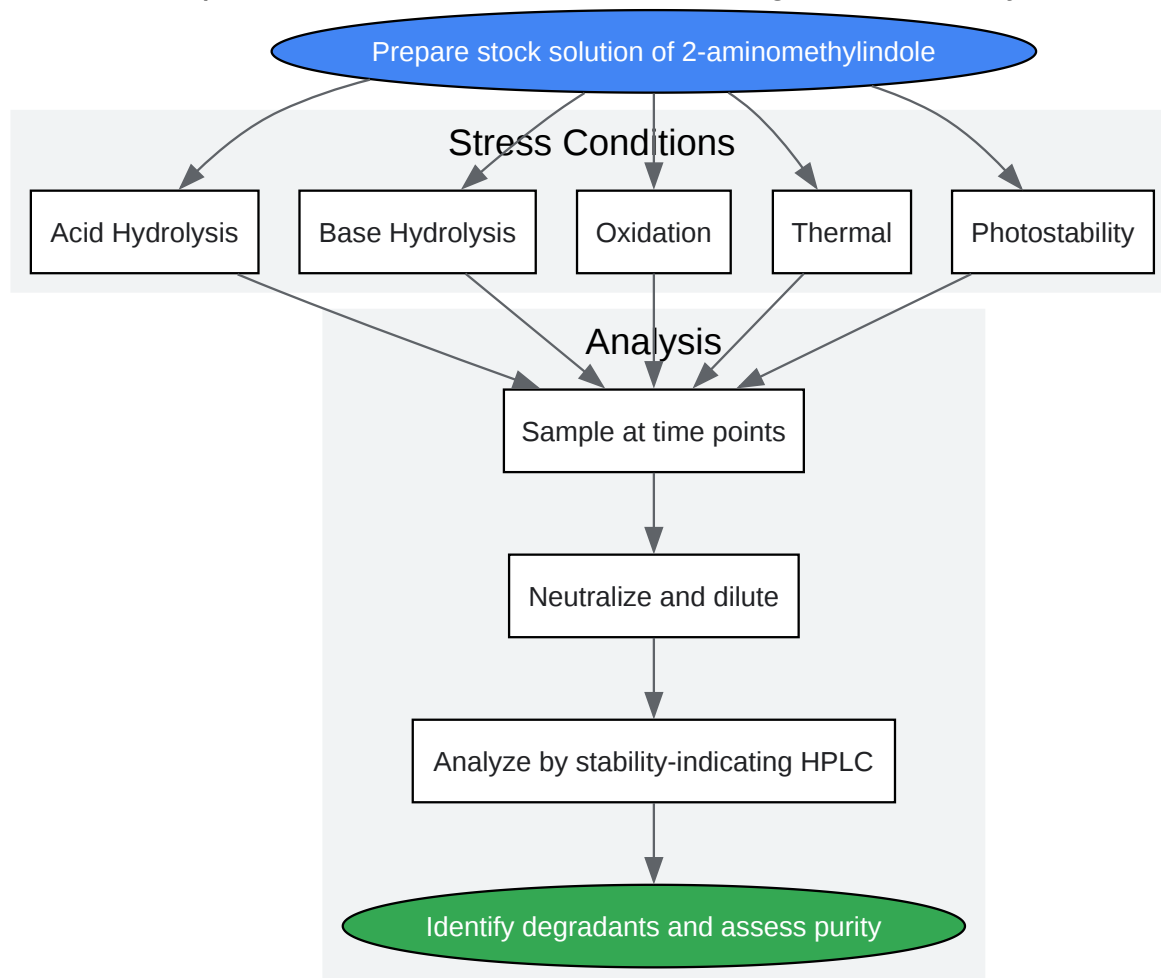 Prepare stock solution of 2-aminomethylindole
Stress Conditions
Acid Hydrolysis
Base Hydrolysis
Oxidation
Thermal
Photostability
Analysis
Sample at time points
Neutralize and dilute
Analyze by stability-indicating HPLC
Identify degradants and assess purity